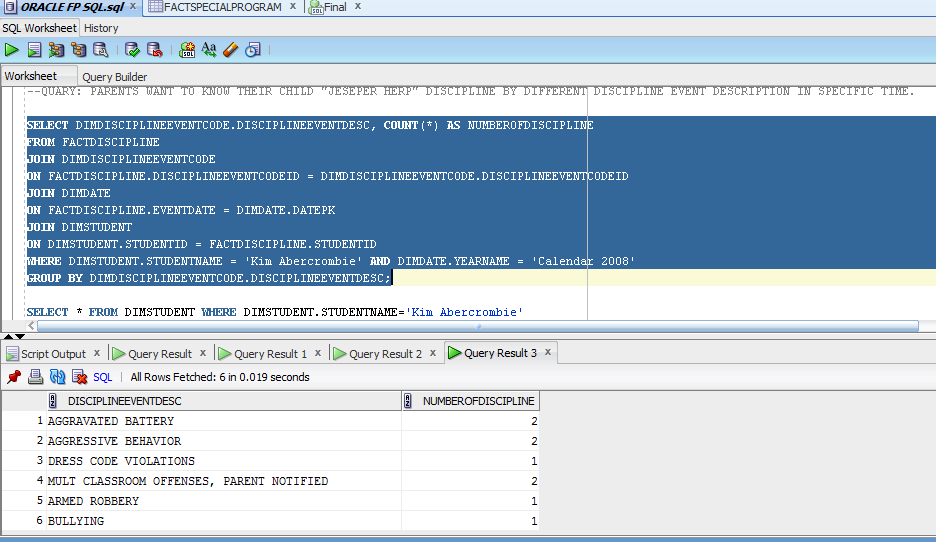 ORACLE FP SQL.sql x FACTSPECIALPROGRAM x SQL Final x
SQL Worksheet History
SQL Aa
Worksheet Query Builder
--QUARY: PARENTS WANT TO KNOW THEIR CHILD "JESEPER HERP" DISCIPLINE BY DIFFERENT DISCIPLINE EVENT DESCRIPTION IN SPECIFIC TIME.
SELECT DIMDISCIPLINEEVENTCODE.DISCIPLINEEVENTDESC, COUNT(*) AS NUMBEROFDISCIPLINE
FROM FACTDISCIPLINE
JOIN DIMDISCIPLINEEVENTCODE
ON FACTDISCIPLINE.DISCIPLINEEVENTCODEID = DIMDISCIPLINEEVENTCODE.DISCIPLINEEVENTCODEID
JOIN DIMDATE
ON FACTDISCIPLINE.EVENTDATE = DIMDATE.DATEPK
JOIN DIMSTUDENT
ON DIMSTUDENT.STUDENTID = FACTDISCIPLINE.STUDENTID
WHERE DIMSTUDENT.STUDENTNAME = 'Kim Abercrombie' AND DIMDATE.YEARNAME = 'Calendar 2008'
GROUP BY DIMDISCIPLINEEVENTCODE.DISCIPLINEEVENTDESC;
SELECT * FROM DIMSTUDENT WHERE DIMSTUDENT.STUDENTNAME='Kim Abercrombie'
Script Output x Query Result x Query Result 1 x Query Result 2 x Query Result 3 x
SQL | All Rows Fetched: 6 in 0.019 seconds
DISCIPLINEEVENTDESC NUMBEROFDISCIPLINE
1 AGGRAVATED BATTERY 2
2 AGGRESSIVE BEHAVIOR 2
3 DRESS CODE VIOLATIONS 1
4 MULT CLASSROOM OFFENSES, PARENT NOTIFIED 2
5 ARMED ROBBERY 1
6 BULLYING 1